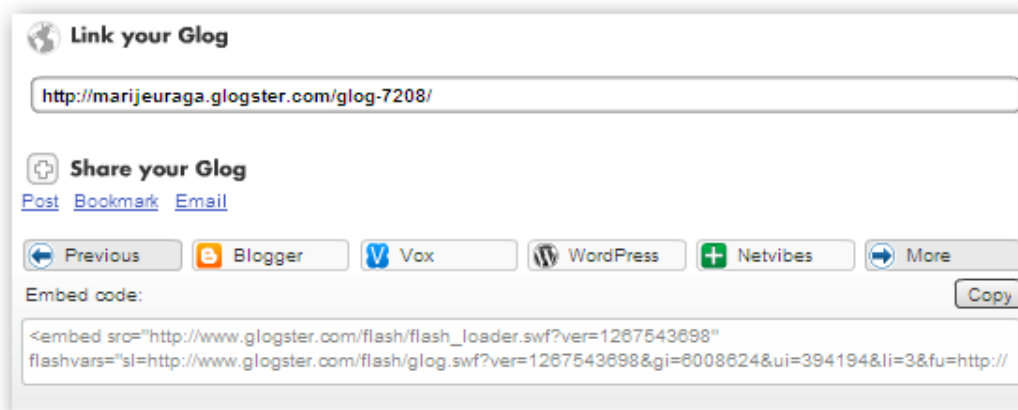 Link your Glog
http://marijeuraga.glogster.com/glog-7208/
Share your Glog
Post Bookmark Email
Previous Blogger Vox WordPress Netvibes More
Embed code: Copy
<embed src="http://www.glogster.com/flash/flash_loader.swf?ver=1267543698"
flashvars="sl=http://www.glogster.com/flash/glog.swf?ver=1267543698&gi=6008624&ui=394194&li=3&fu=http://